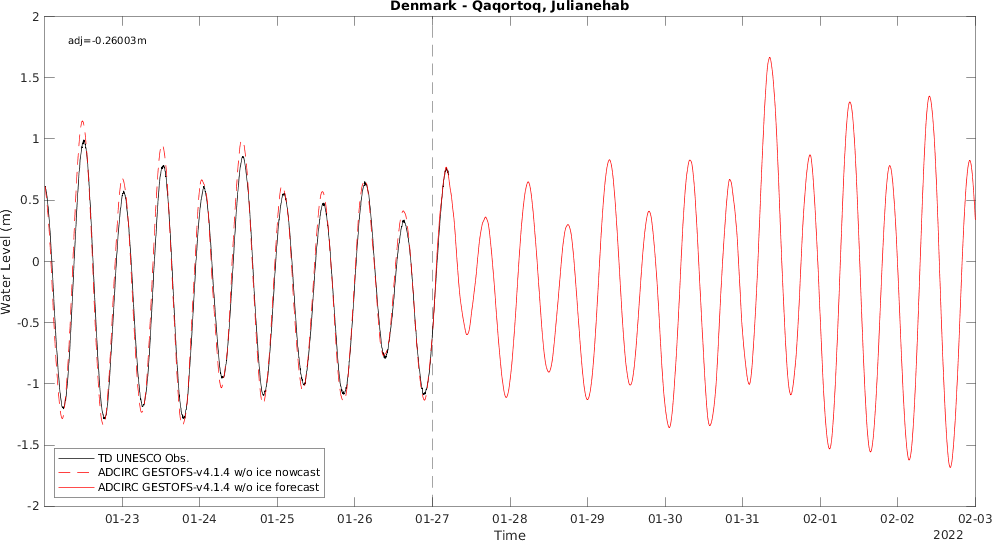 Denmark - Qaqortoq, Julianehab
adj=-0.26003m
Water Level (m)
2
1.5
1
0.5
0
-0.5
-1
-1.5
-2
TD UNESCO Obs.
ADCIRC GESTOFS-v4.1.4 w/o ice nowcast
ADCIRC GESTOFS-v4.1.4 w/o ice forecast
01-23 01-24 01-25 01-26 01-27 01-28 01-29 01-30 01-31 02-01 02-02 02-03
Time
2022